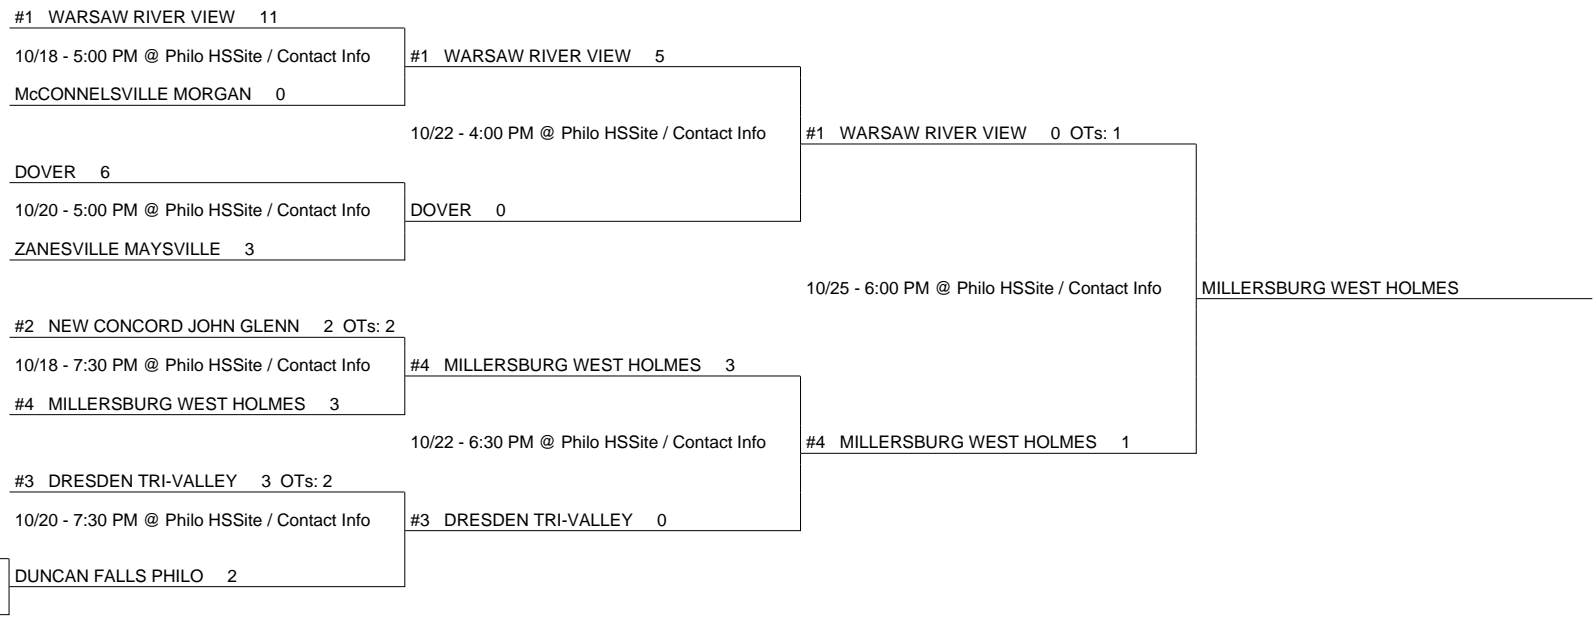 #1 WARSAW RIVER VIEW 11
10/18 - 5:00 PM @ Philo HSSite / Contact Info
#1 WARSAW RIVER VIEW 5
McCONNELSVILLE MORGAN 0
10/22 - 4:00 PM @ Philo HSSite / Contact Info
#1 WARSAW RIVER VIEW 0 OTs: 1
DOVER 6
10/20 - 5:00 PM @ Philo HSSite / Contact Info
DOVER 0
ZANESVILLE MAYSVILLE 3
10/25 - 6:00 PM @ Philo HSSite / Contact Info
MILLERSBURG WEST HOLMES
#2 NEW CONCORD JOHN GLENN 2 OTs: 2
10/18 - 7:30 PM @ Philo HSSite / Contact Info
#4 MILLERSBURG WEST HOLMES 3
#4 MILLERSBURG WEST HOLMES 3
10/22 - 6:30 PM @ Philo HSSite / Contact Info
#4 MILLERSBURG WEST HOLMES 1
#3 DRESDEN TRI-VALLEY 3 OTs: 2
10/20 - 7:30 PM @ Philo HSSite / Contact Info
#3 DRESDEN TRI-VALLEY 0
DUNCAN FALLS PHILO 2